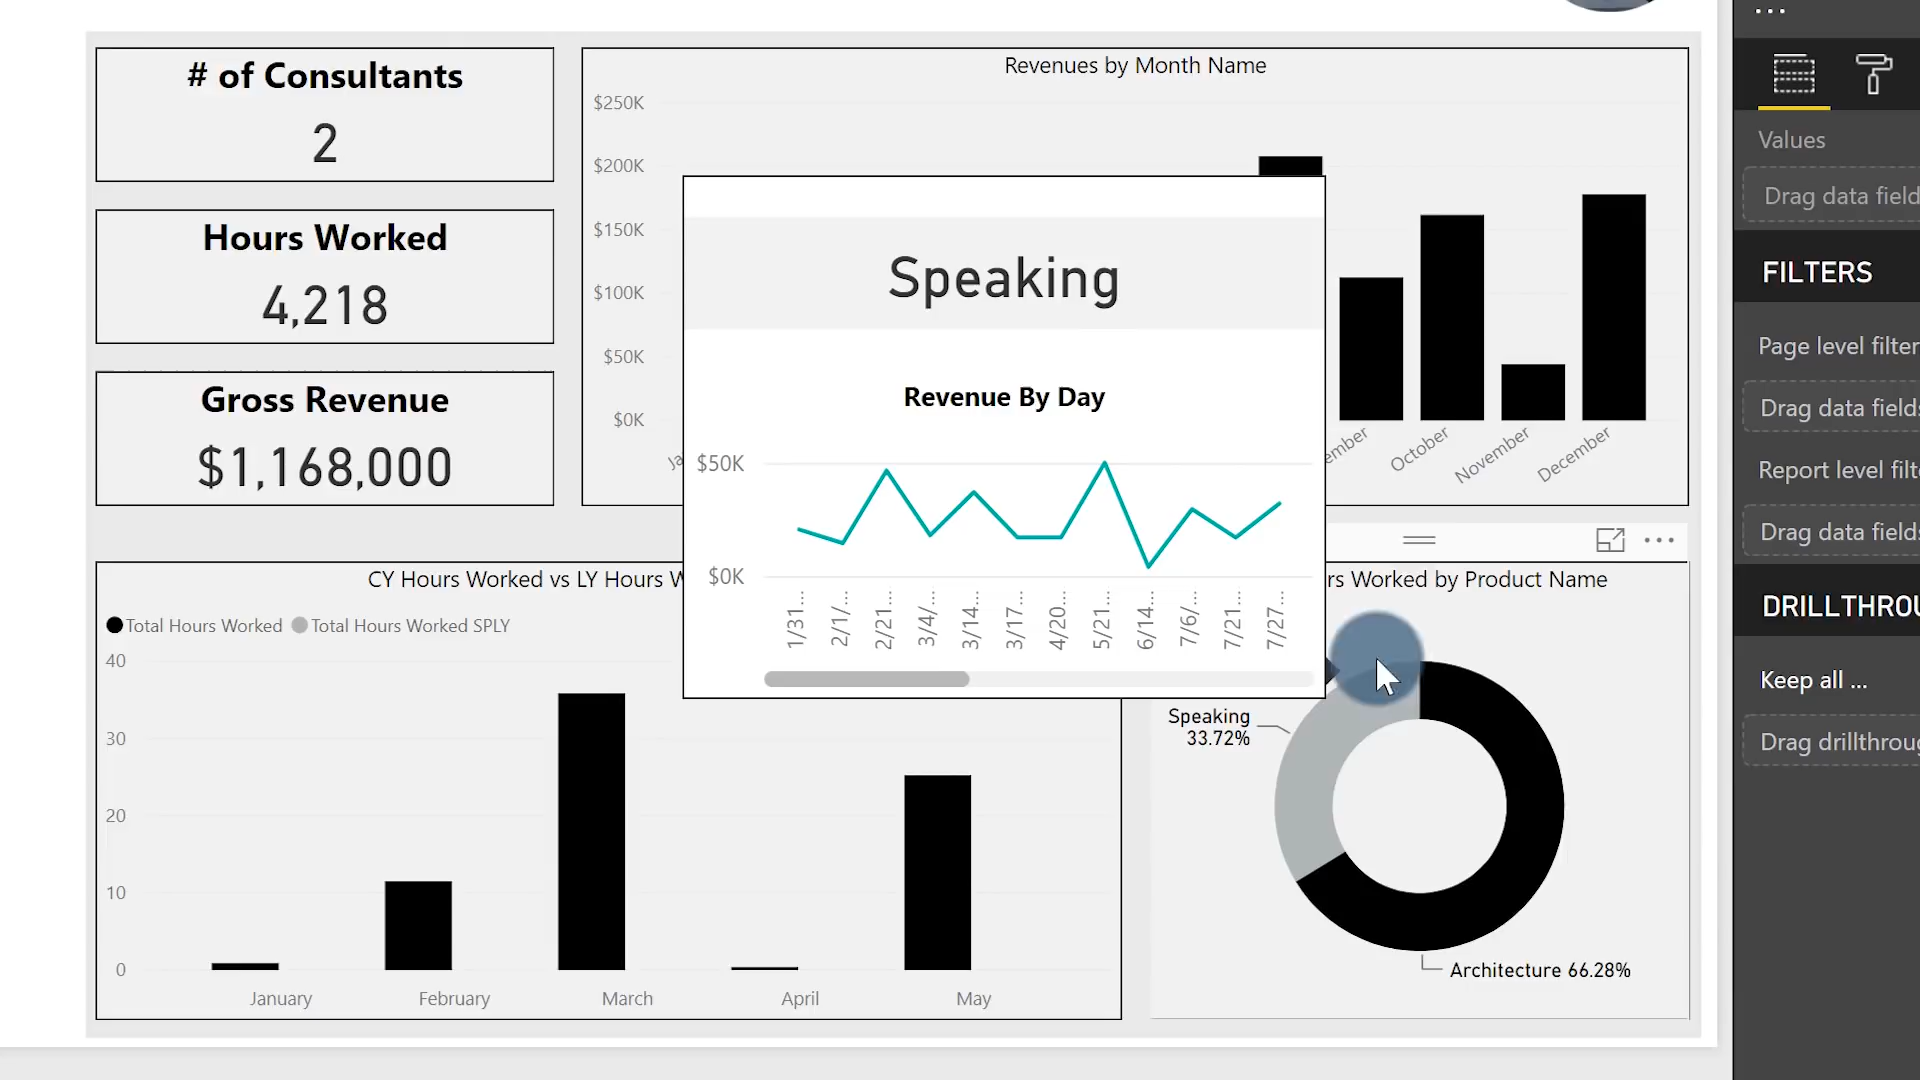 # of Consultants
2
Hours Worked
4,218
Gross Revenue
$1,168,000
Revenues by Month Name
$250K
$200K
$150K
$100K
$50K
$0K
Ja
ember
October
November
December
Speaking
Revenue By Day
$50K
$0K
1/31...
2/1/...
2/21...
3/4/...
3/14...
3/17...
4/20...
5/21...
6/14...
7/6/...
7/21...
7/27...
CY Hours Worked vs LY Hours W
Total Hours Worked
Total Hours Worked SPLY
40
30
20
10
0
January
February
March
April
May
rs Worked by Product Name
Speaking
33.72%
Architecture 66.28%
Values
Drag data field
FILTERS
Page level filter
Drag data fields
Report level filte
Drag data fields
DRILLTHROU
Keep all ...
Drag drillthroug